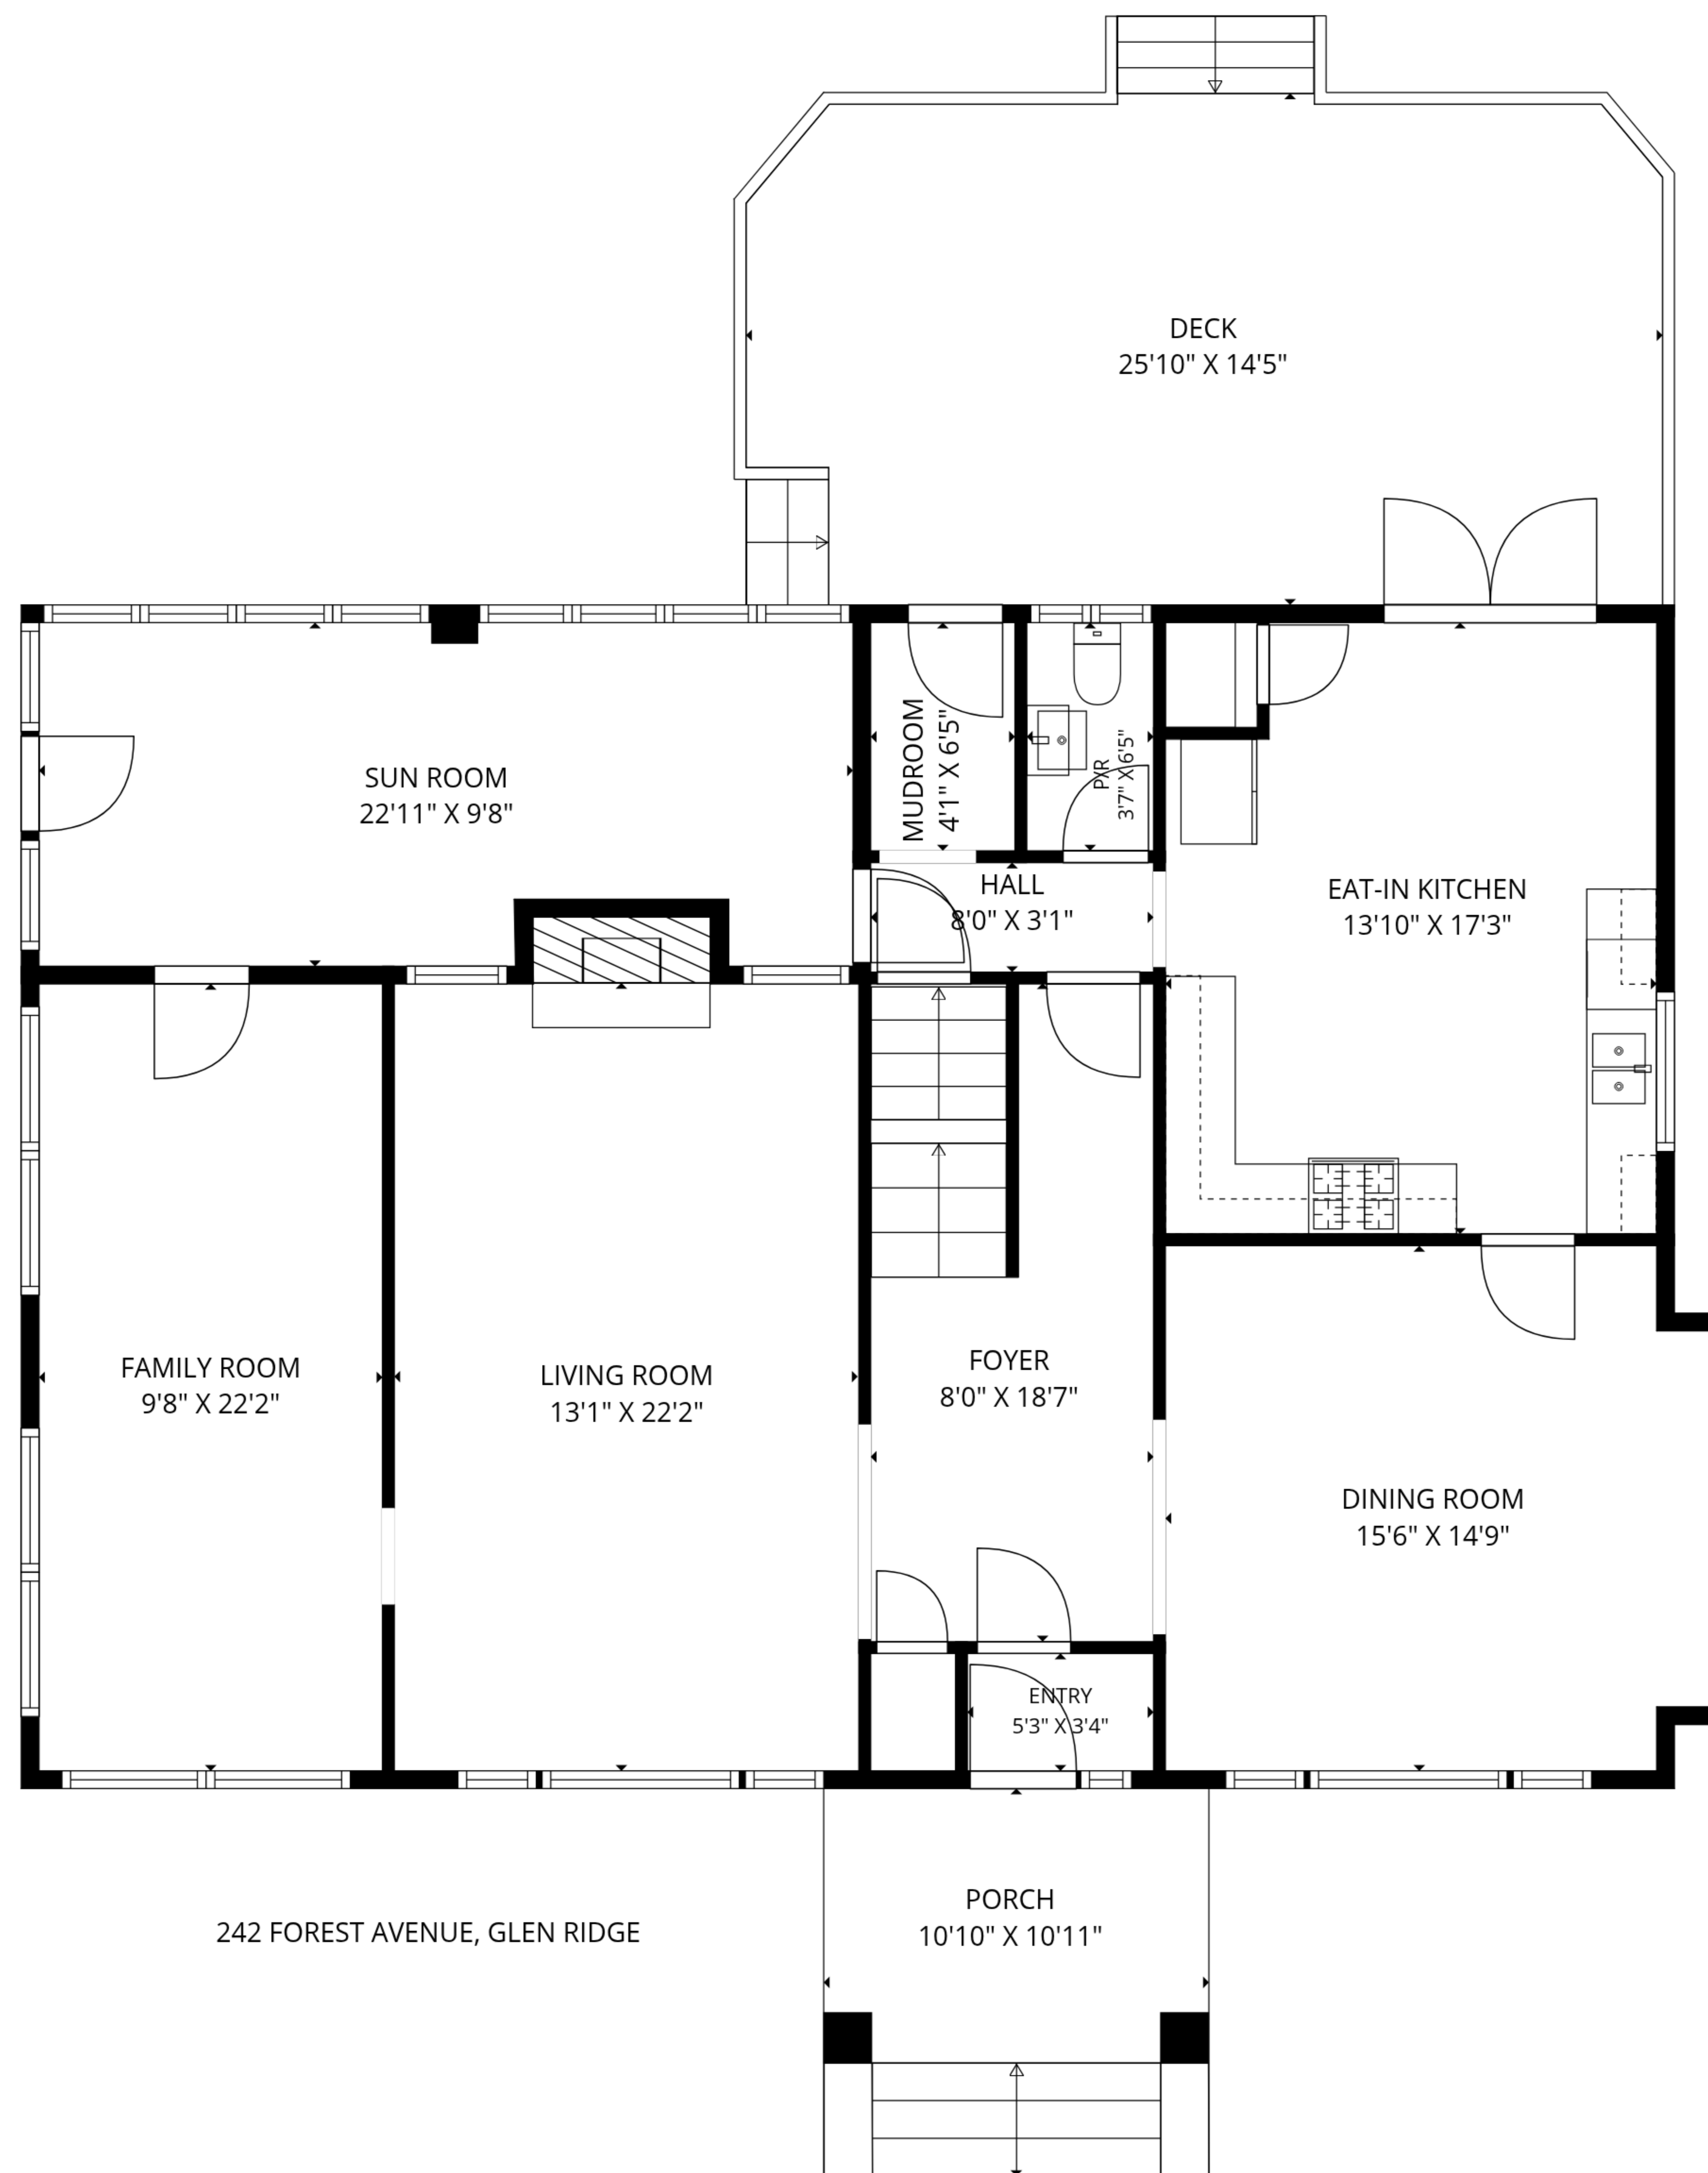 DECK
25'10" X 14'5"
SUN ROOM
22'11" X 9'8"
MUDROOM
4'1" X 6'5"
3'7" X 6'5"
HALL
8'0" X 3'1"
EAT-IN KITCHEN
13'10" X 17'3"
FAMILY ROOM
9'8" X 22'2"
LIVING ROOM
13'1" X 22'2"
FOYER
8'0" X 18'7"
DINING ROOM
15'6" X 14'9"
ENTRY
5'3" X 3'4"
PORCH
10'10" X 10'11"
242 FOREST AVENUE, GLEN RIDGE